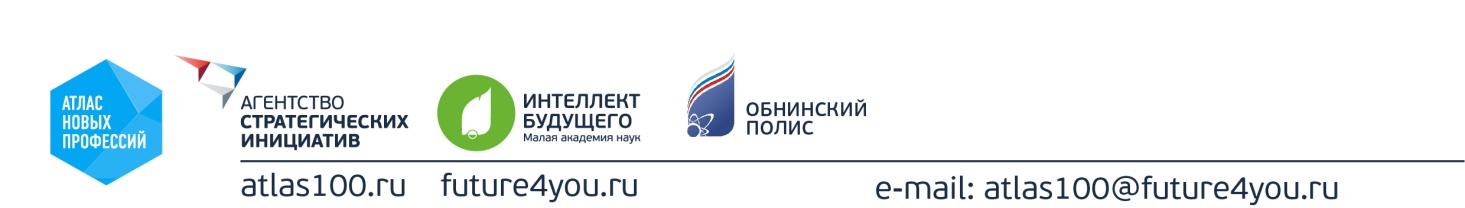 АТЛАС
НОВЫХ
ПРОФЕССИЙ
АГЕНТСТВО
СТРАТЕГИЧЕСКИХ
ИНИЦИАТИВ
ИНТЕЛЛЕКТ
БУДУЩЕГО
Малая академия наук
ОБНИНСКИЙ
ПОЛИС
atlas100.ru
future4you.ru
e-mail: atlas100@future4you.ru